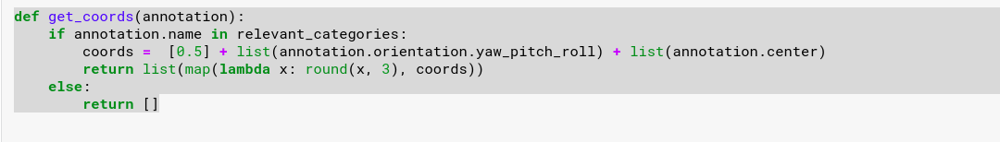 def get_coords(annotation):
    if annotation.name in relevant_categories:
        coords =  [0.5] + list(annotation.orientation.yaw_pitch_roll) + list(annotation.center)
        return list(map(lambda x: round(x, 3), coords))
    else:
        return []